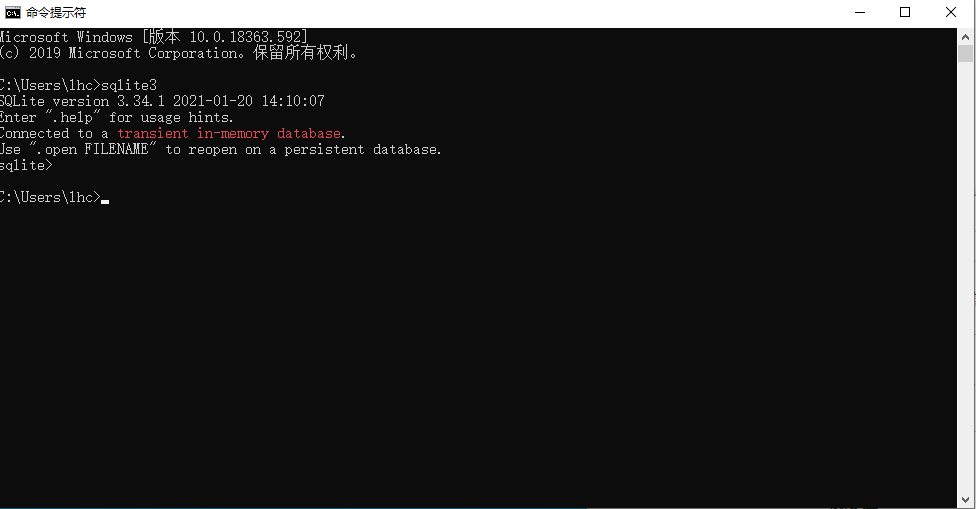 命令提示符
Microsoft Windows [版本 10.0.18363.592]
(c) 2019 Microsoft Corporation。保留所有权利。
C:\Users\lhc>sqlite3
SQLite version 3.34.1 2021-01-20 14:10:07
Enter ".help" for usage hints.
Connected to a transient in-memory database.
Use ".open FILENAME" to reopen on a persistent database.
sqlite>
C:\Users\lhc>